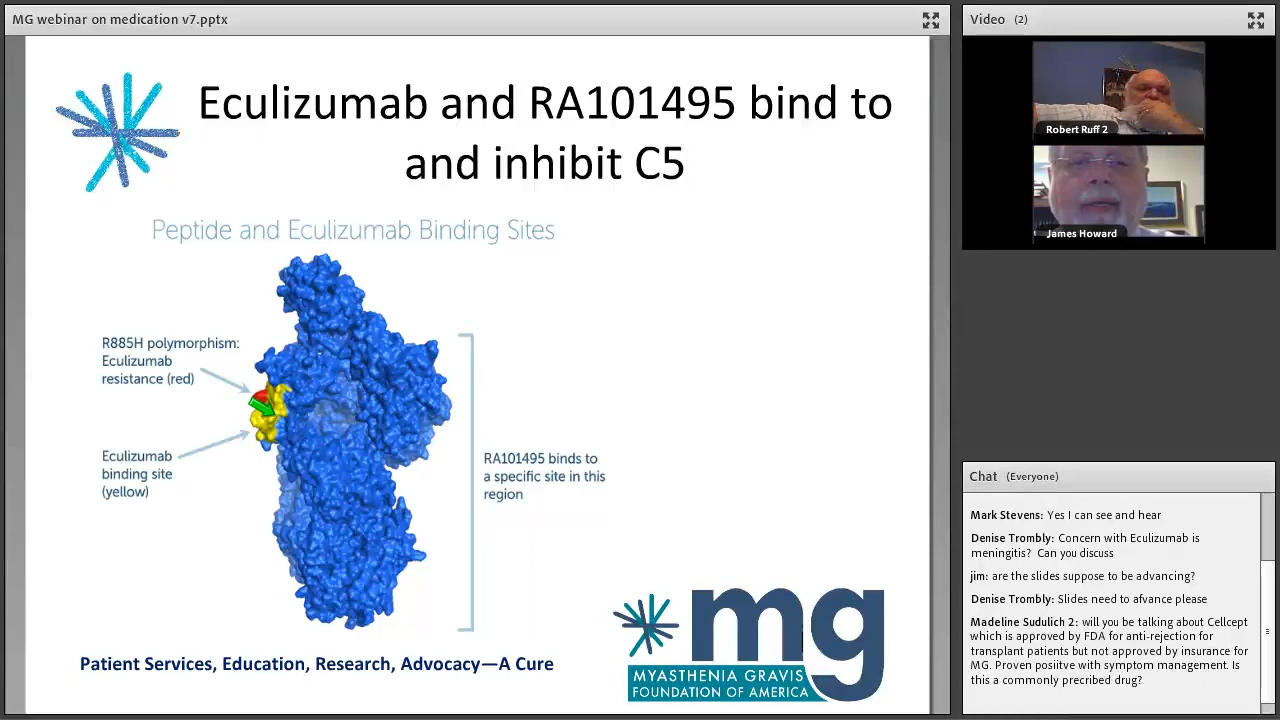 MG webinar on medication v7.pptx
Eculizumab and RA101495 bind to
and inhibit C5
Peptide and Eculizumab Binding Sites
R885H polymorphism:
Eculizumab
resistance (red)
Eculizumab
binding site
(yellow)
RA101495 binds to
a specific site in this
region
Patient Services, Education, Research, Advocacy—A Cure
mg
MYASTHENIA GRAVIS
FOUNDATION OF AMERICA
Video (2)
Robert Ruff 2
James Howard
Chat (Everyone)
Mark Stevens: Yes I can see and hear
Denise Trombly: Concern with Eculizumab is
meningitis? Can you discuss
jim: are the slides suppose to be advancing?
Denise Trombly: Slides need to afvance please
Madeline Sudulich 2: will you be talking about Cellcept
which is approved by FDA for anti-rejection for
transplant patients but not approved by insurance for
MG. Proven posiitve with symptom management. Is
this a commonly precribed drug?